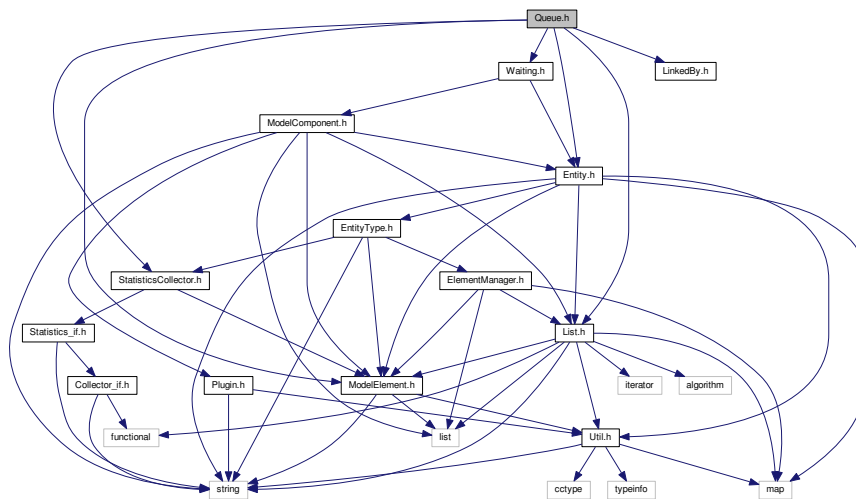 Queue.h
Waiting.h
LinkedBy.h
ModelComponent.h
Entity.h
EntityType.h
StatisticsCollector.h
ElementManager.h
Statistics_if.h
List.h
Collector_if.h
Plugin.h
ModelElement.h
iterator
algorithm
functional
list
Util.h
string
cctype
typeinfo
map